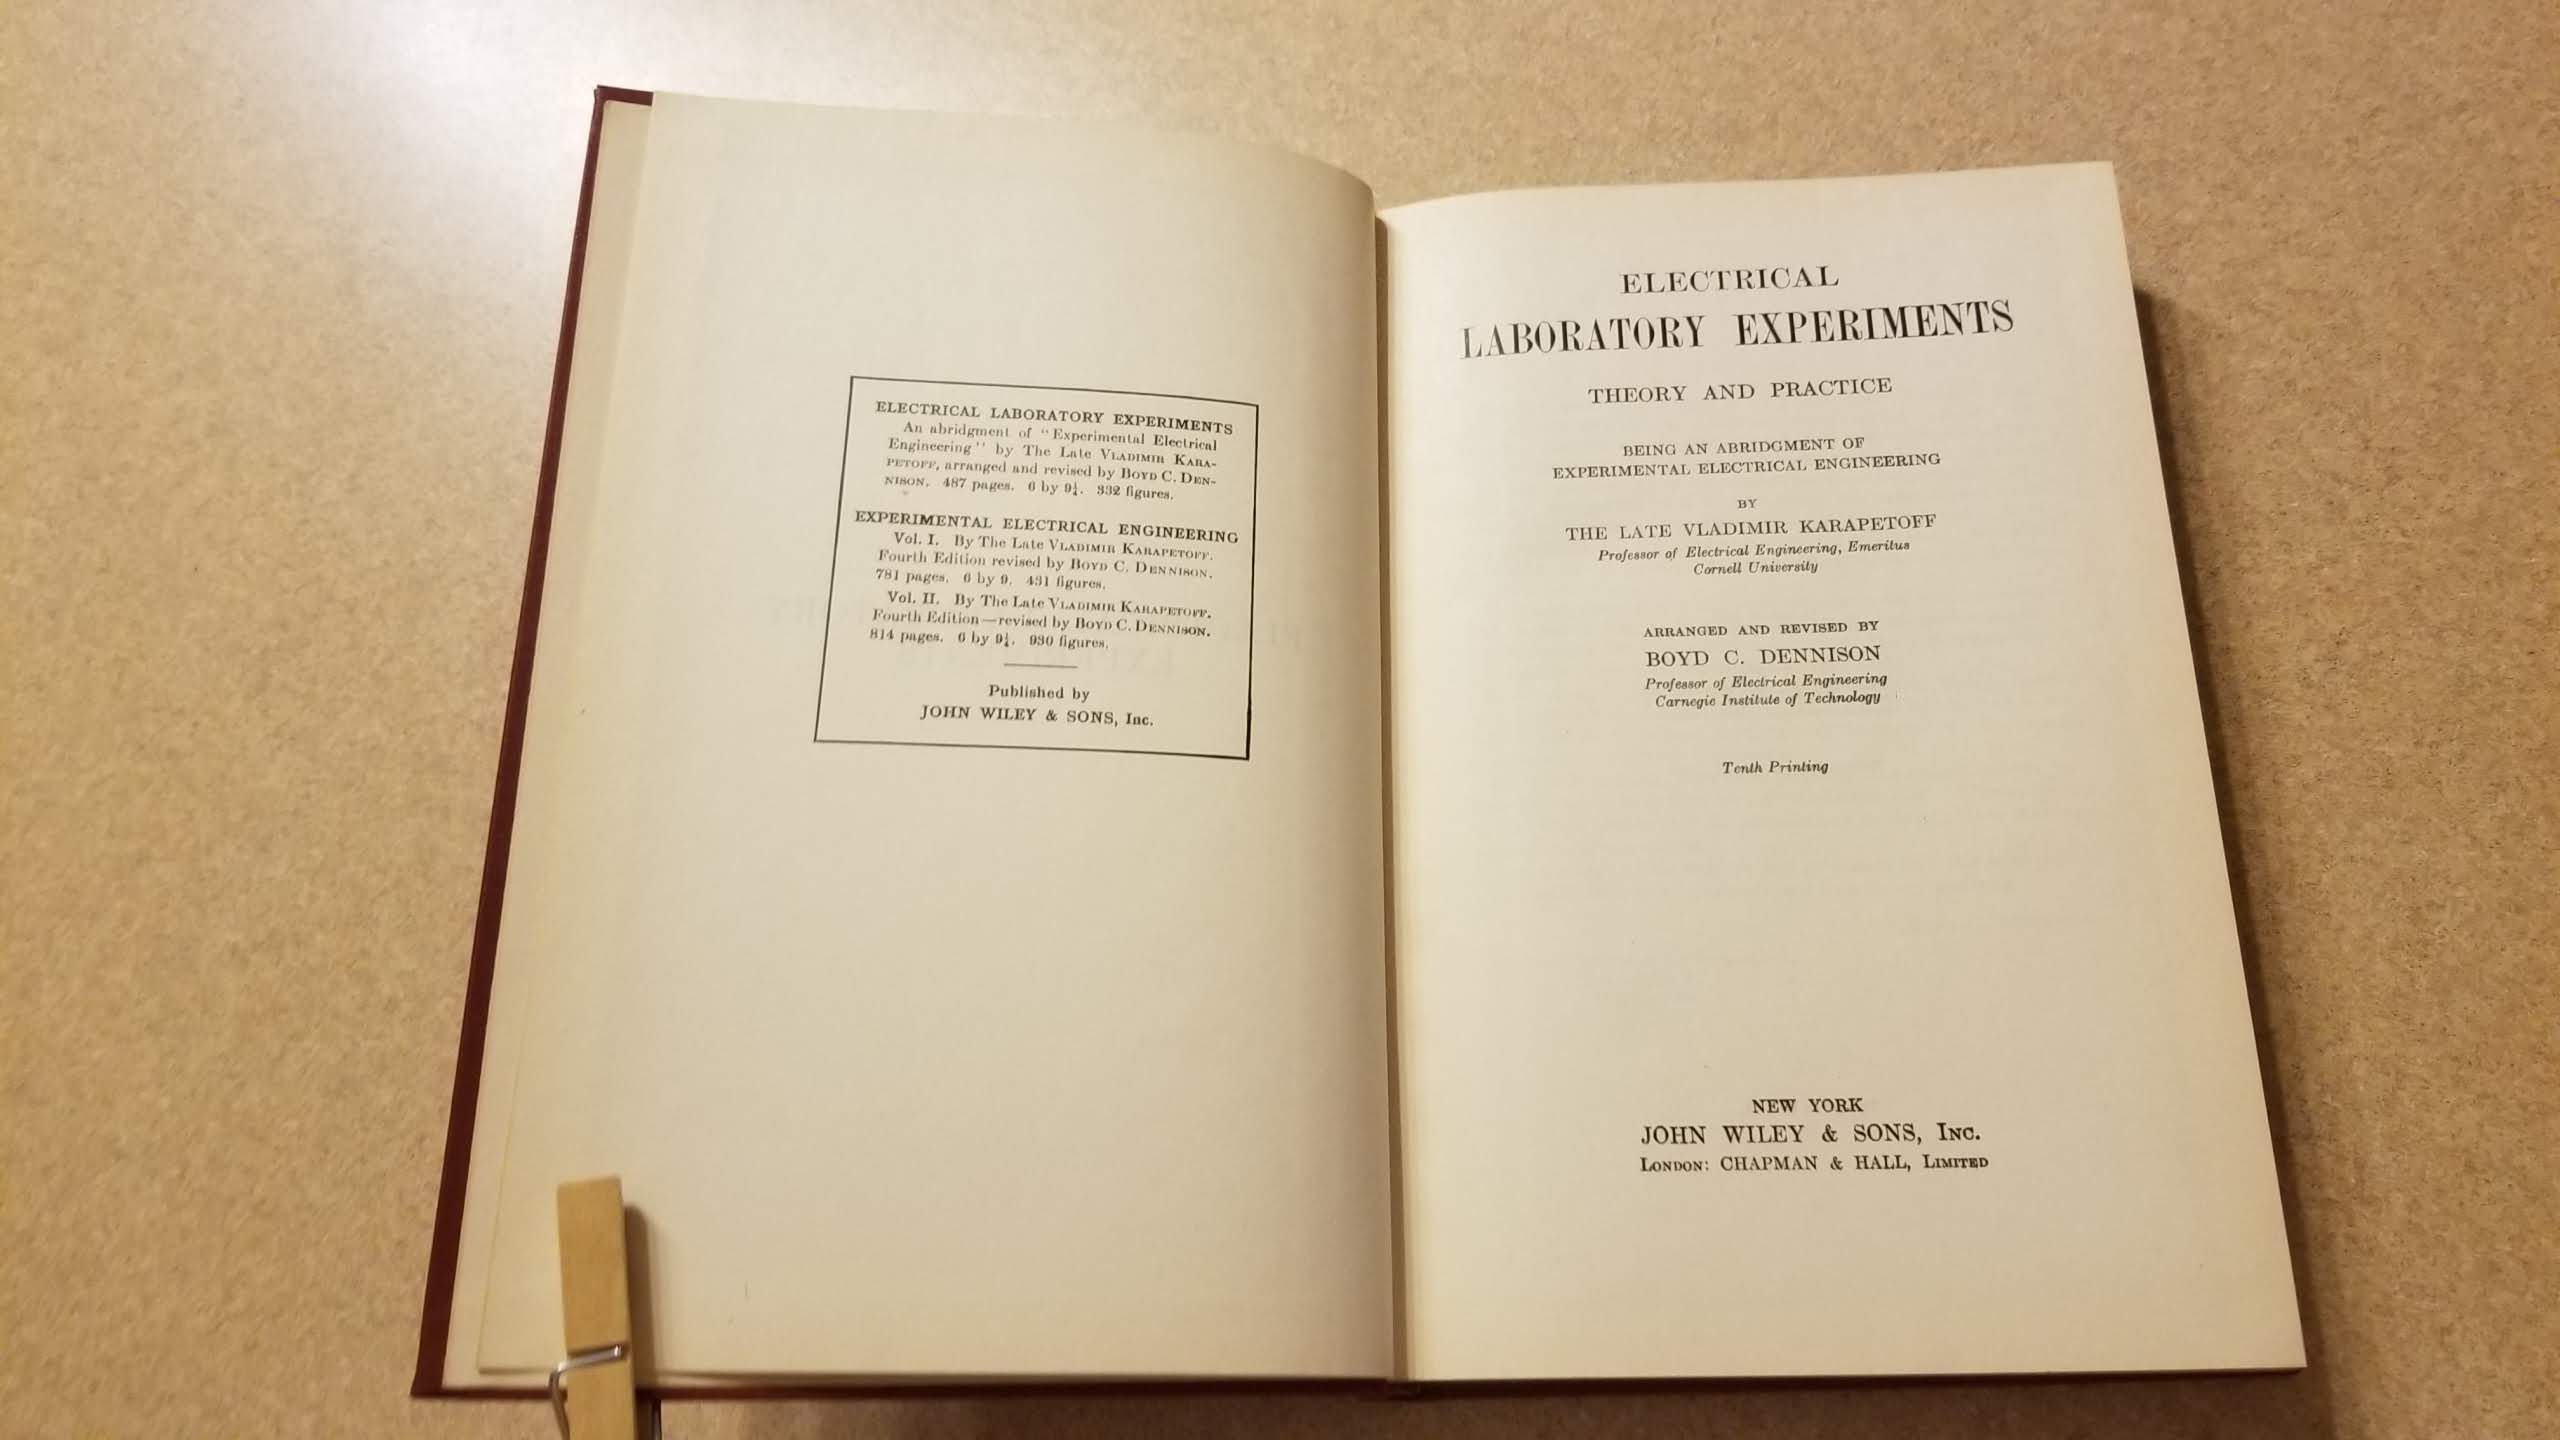 ELECTRICAL LABORATORY EXPERIMENTS
An abridgment of "Experimental Electrical
Engineering" by The Late VLADIMIR KARA-
PETOFF, arranged and revised by BOYD C. DEN-
NISON. 487 pages. 6 by 9¼. 332 figures.
EXPERIMENTAL ELECTRICAL ENGINEERING
Vol. I. By The Late VLADIMIR KARAPETOFF.
Fourth Edition revised by BOYD C. DENNISON.
781 pages. 6 by 9. 431 figures.
Vol. II. By The Late VLADIMIR KARAPETOFF.
Fourth Edition—revised by BOYD C. DENNISON.
814 pages. 6 by 9¼. 930 figures.
Published by
JOHN WILEY & SONS, Inc.
ELECTRICAL
LABORATORY EXPERIMENTS
THEORY AND PRACTICE
BEING AN ABRIDGMENT OF
EXPERIMENTAL ELECTRICAL ENGINEERING
BY
THE LATE VLADIMIR KARAPETOFF
Professor of Electrical Engineering, Emeritus
Cornell University
ARRANGED AND REVISED BY
BOYD C. DENNISON
Professor of Electrical Engineering
Carnegie Institute of Technology
Tenth Printing
NEW YORK
JOHN WILEY & SONS, INC.
LONDON: CHAPMAN & HALL, LIMITED